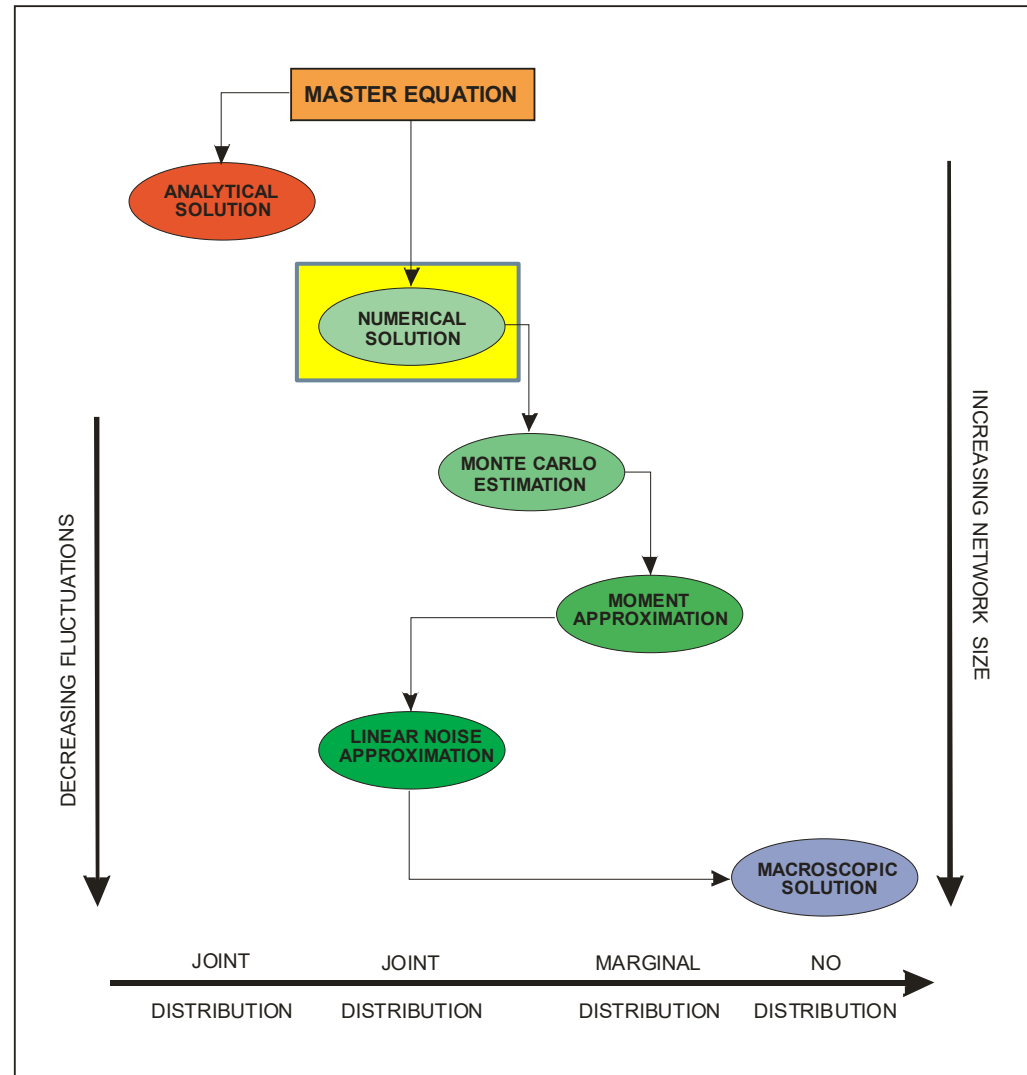 MASTER EQUATION
ANALYTICAL
SOLUTION
NUMERICAL
SOLUTION
MONTE CARLO
ESTIMATION
MOMENT
APPROXIMATION
LINEAR NOISE
APPROXIMATION
MACROSCOPIC
SOLUTION
DECREASING FLUCTUATIONS
INCREASING NETWORK SIZE
JOINT
DISTRIBUTION
JOINT
DISTRIBUTION
MARGINAL
DISTRIBUTION
NO
DISTRIBUTION